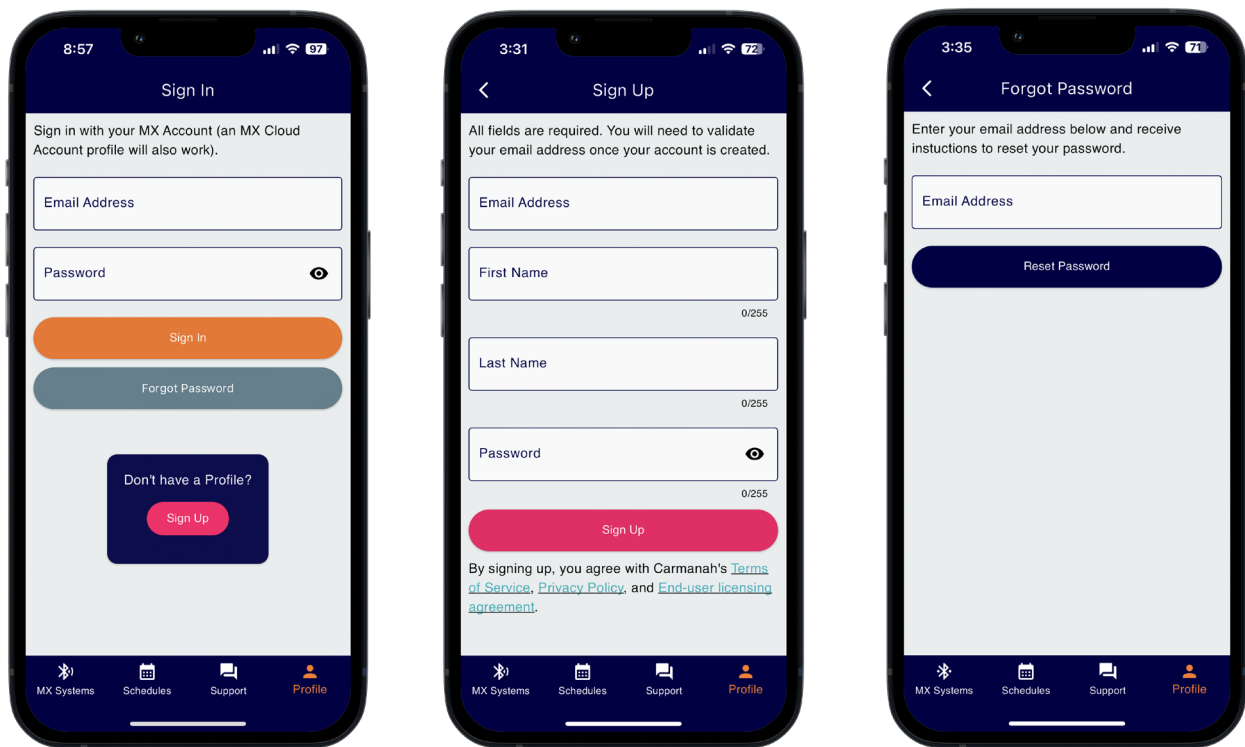 8:57
97
Sign In
Sign in with your MX Account (an MX Cloud
Account profile will also work).
Email Address
Password
Sign In
Forgot Password
Don't have a Profile?
Sign Up
MX Systems
Schedules
Support
Profile
3:31
72
Sign Up
All fields are required. You will need to validate
your email address once your account is created.
Email Address
First Name
0/255
Last Name
0/255
Password
0/255
Sign Up
By signing up, you agree with Carmanah's Terms
of Service, Privacy Policy, and End-user licensing
agreement.
MX Systems
Schedules
Support
Profile
3:35
71
Forgot Password
Enter your email address below and receive
instuctions to reset your password.
Email Address
Reset Password
MX Systems
Schedules
Support
Profile